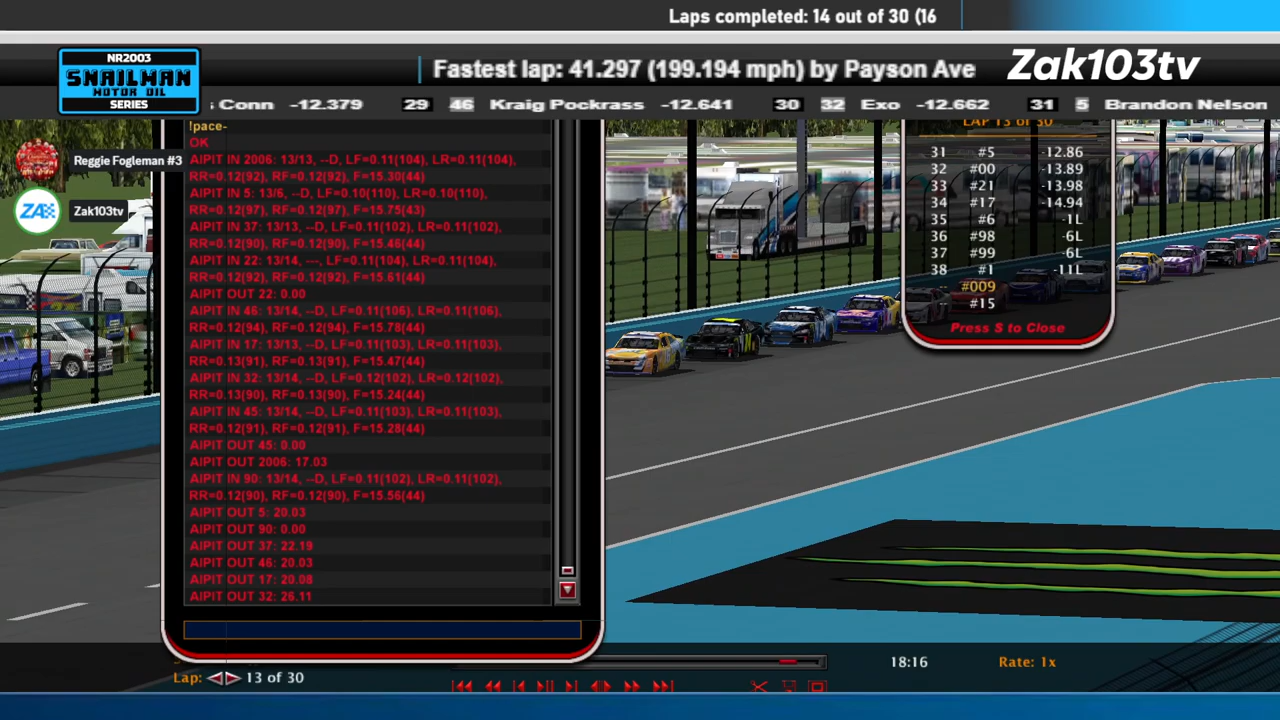 Laps completed: 14 out of 30 (16
NR2003
SNAILMAN
MOTOR OIL
SERIES
Fastest lap: 41.297 (199.194 mph) by Payson Ave
Zak103tv
Conn -12.379 29 46 Kraig Pockrass -12.641 30 32 Exo -12.662 31 5 Brandon Nelson
Reggie Fogleman #3
ZA
Zak103tv
!pace-
OK
AIPIT IN 2006: 13/13, --D, LF=0.11(104), LR=0.11(104),
RR=0.12(92), RF=0.12(92), F=15.30(44)
AIPIT IN 5: 13/6, --D, LF=0.10(110), LR=0.10(110),
RR=0.12(97), RF=0.12(97), F=15.75(43)
AIPIT IN 37: 13/13, --D, LF=0.11(102), LR=0.11(102),
RR=0.12(90), RF=0.12(90), F=15.46(44)
AIPIT IN 22: 13/14, ---, LF=0.11(104), LR=0.11(104),
RR=0.12(92), RF=0.12(92), F=15.61(44)
AIPIT OUT 22: 0.00
AIPIT IN 46: 13/14, --D, LF=0.11(106), LR=0.11(106),
RR=0.12(94), RF=0.12(94), F=15.78(44)
AIPIT IN 17: 13/13, --D, LF=0.11(103), LR=0.11(103),
RR=0.13(91), RF=0.13(91), F=15.47(44)
AIPIT IN 32: 13/14, --D, LF=0.12(102), LR=0.12(102),
RR=0.13(90), RF=0.13(90), F=15.24(44)
AIPIT IN 45: 13/14, --D, LF=0.11(103), LR=0.11(103),
RR=0.12(91), RF=0.12(91), F=15.28(44)
AIPIT OUT 45: 0.00
AIPIT OUT 2006: 17.03
AIPIT IN 90: 13/14, --D, LF=0.11(102), LR=0.11(102),
RR=0.12(90), RF=0.12(90), F=15.56(44)
AIPIT OUT 5: 20.03
AIPIT OUT 90: 0.00
AIPIT OUT 37: 22.19
AIPIT OUT 46: 20.03
AIPIT OUT 17: 20.08
AIPIT OUT 32: 26.11
LAP 13 OF 30
31 #5 -12.86
32 #00 -13.89
33 #21 -13.98
34 #17 -14.94
35 #6 -1L
36 #98 -6L
37 #99 -6L
38 #1 -11L
-- #009
-- #15
Press S to Close
Lap: 13 of 30
18:16
Rate: 1x